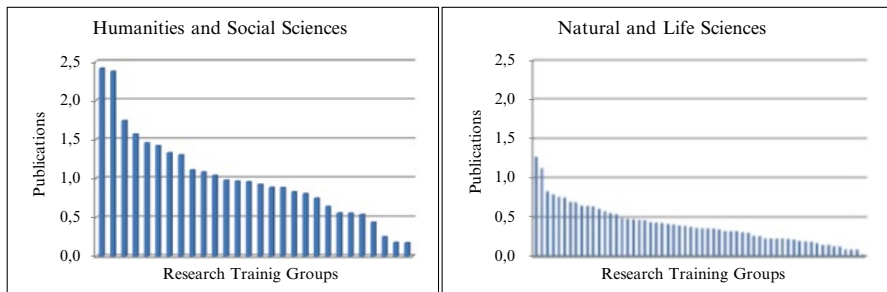 Humanities and Social Sciences
2,5
2,0
1,5
1,0
0,5
0,0
Publications
Research Trainig Groups
Natural and Life Sciences
2,5
2,0
1,5
1,0
0,5
0,0
Publications
Research Training Groups